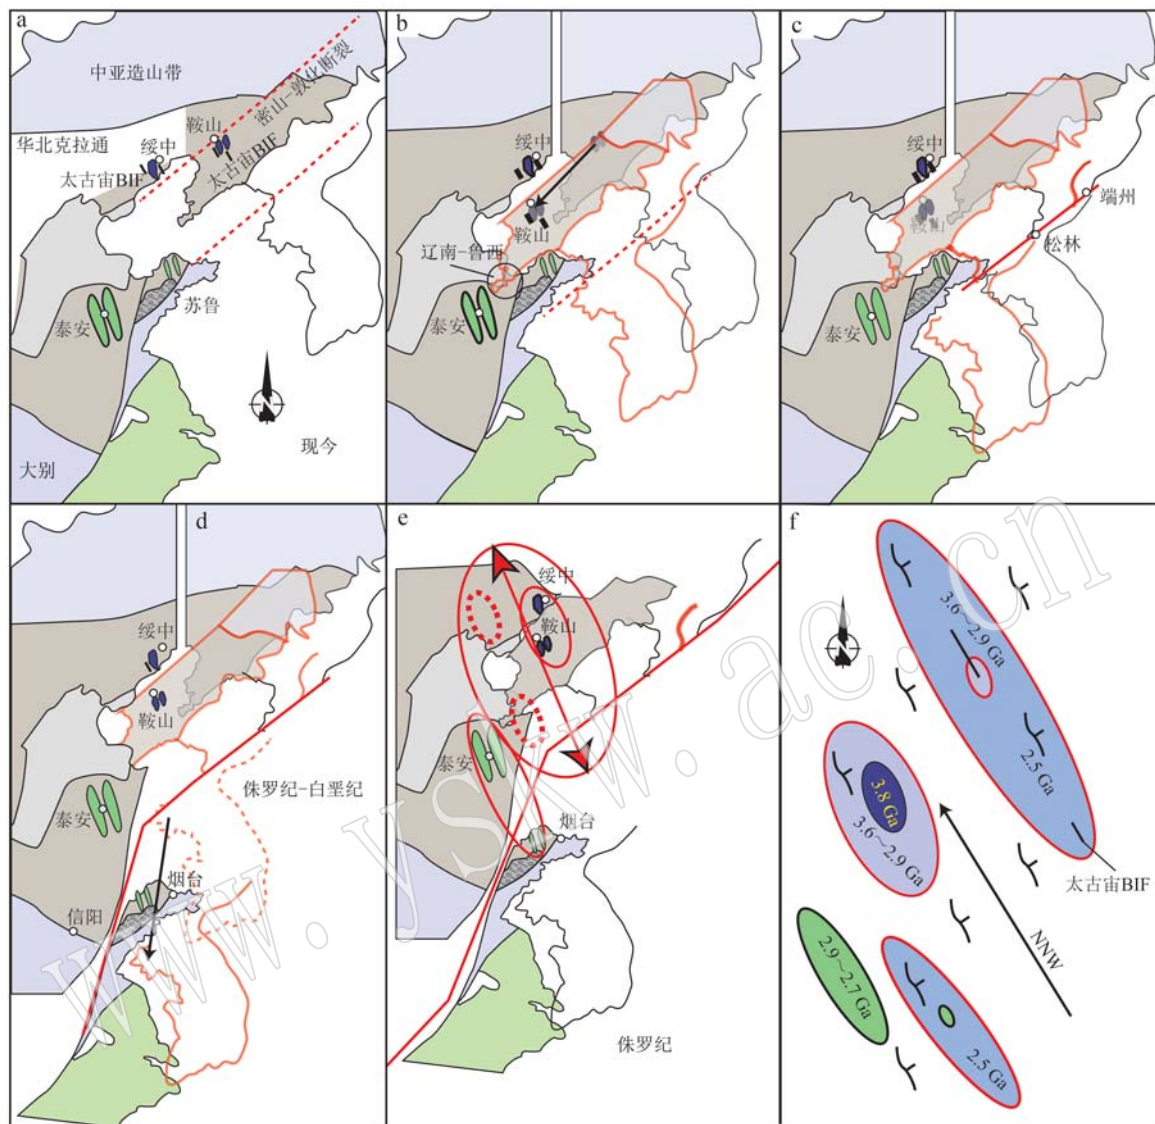 a
中亚造山带
密山-敦化断裂
华北克拉通
绥中
鞍山
太古宙BIF
太古宙BIF
苏鲁
泰安
现今
大别
b
绥中
鞍山
辽南-鲁西
泰安
c
绥中
鞍山
端州
松林
泰安
d
绥中
鞍山
侏罗纪-白垩纪
泰安
烟台
信阳
e
绥中
鞍山
泰安
烟台
侏罗纪
f
3.6~2.9 Ga
2.5 Ga
3.8 Ga
3.6~2.9 Ga
太古宙BIF
NNW
2.9~2.7 Ga
2.5 Ga
www.yskw.ac.cn